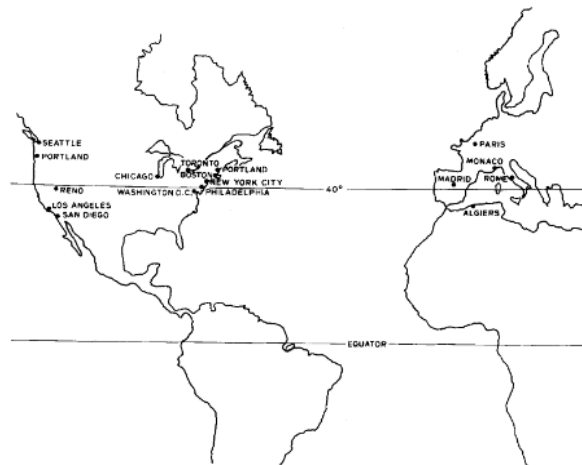 SEATTLE
PORTLAND
RENO
LOS ANGELES
SAN DIEGO
CHICAGO
TORONTO
BOSTON
PORTLAND
NEW YORK CITY
WASHINGTON D.C.
PHILADELPHIA
40°
PARIS
MONACO
MADRID
ROME
ALGIERS
EQUATOR